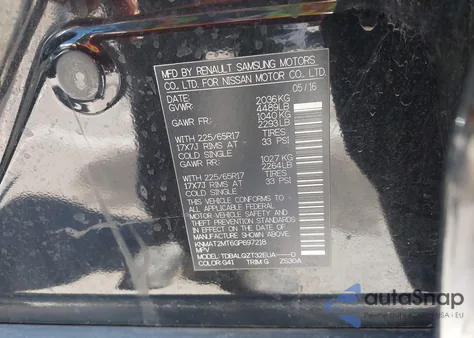 MFD BY RENAULT SAMSUNG MOTORS
CO. LTD. FOR NISSAN MOTOR CO., LTD.
DATE: 05/16
GVWR: 2036KG
4489LB
GAWR FR: 1040KG
2293LB
WITH 225/65R17 TIRES
17X7J RIMS AT 33 PSI
COLD SINGLE
GAWR RR: 1027KG
2264LB
WITH 225/65R17 TIRES
17X7J RIMS AT 33 PSI
COLD SINGLE
THIS VEHICLE CONFORMS
TO ALL APPLICABLE FEDERAL
MOTOR VEHICLE SAFETY AND
THEFT PREVENTION
STANDARDS IN EFFECT ON
THE DATE OF MANUFACTURE
SHOWN ABOVE.
KNMAT2MT6GP697218
MPV
MODEL: TDBALGZT32EUA-----D
COLOR: G41 TRIM: G ZS30A
autaSnap